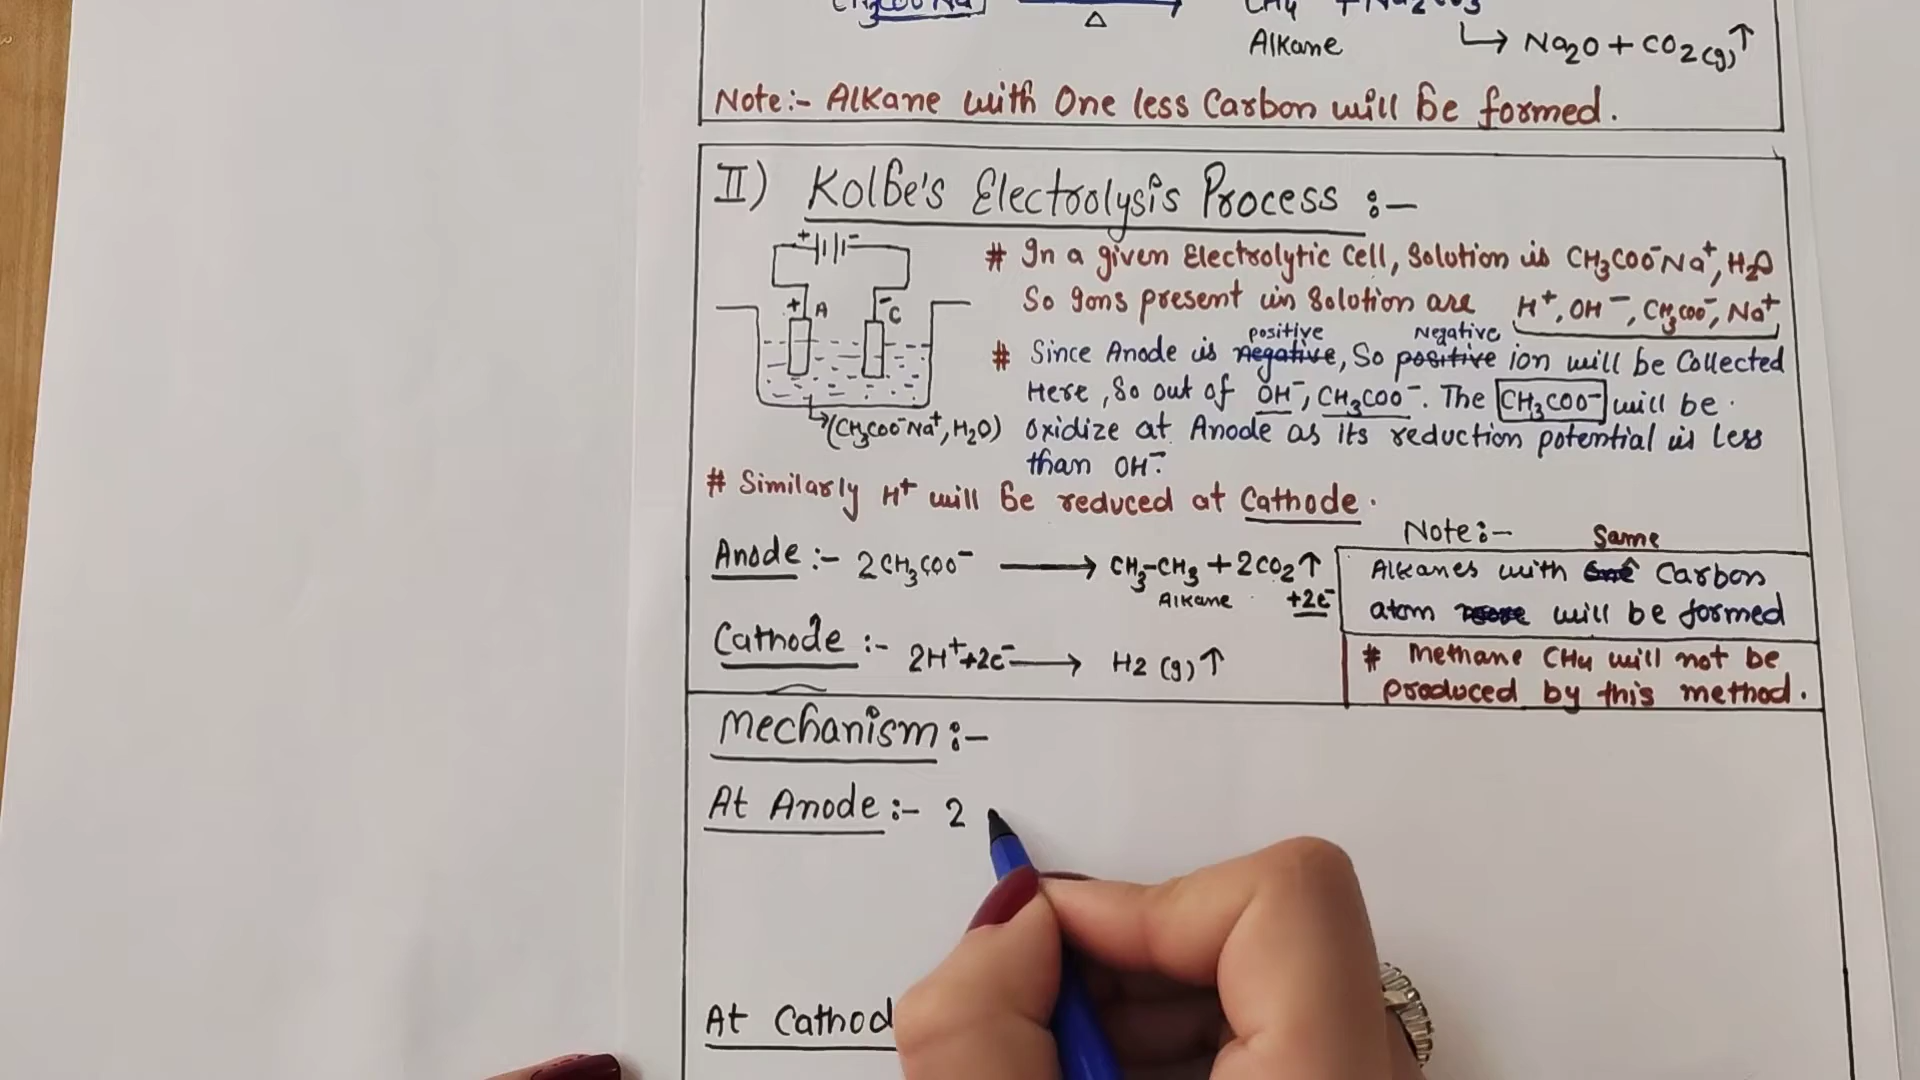 CH3COO Na → CH4 + Na2CO3
Δ
Alkane ↳ Na2O + CO2(g)↑
Note:- Alkane with One less Carbon will be formed.
II) Kolbe's Electrolysis Process :-
+ -
# In a given Electrolytic Cell, Solution is CH3COO⁻Na⁺, H2O
So Ions present in Solution are H⁺, OH⁻, CH3COO⁻, Na⁺
+ A - C
positive Negative
# Since Anode is negative, So positive ion will be Collected
Here, So out of OH⁻, CH3COO⁻. The CH3COO⁻ will be
(CH3COO⁻Na⁺, H2O) oxidize at Anode as its reduction potential is less
than OH⁻.
# Similarly H⁺ will be reduced at Cathode.
Note:- Same
Anode :- 2CH3COO⁻ → CH3-CH3 + 2CO2↑
Alkane +2e⁻
Alkanes with Carbon
atom will be formed
Cathode :- 2H⁺+2e⁻ → H2 (g)↑
# Methane CH4 will not be
produced by this method.
Mechanism :-
At Anode :- 2
At Cathod